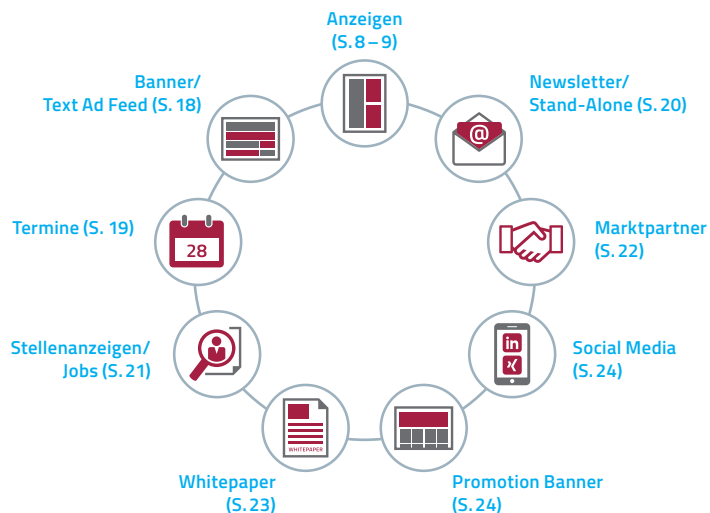 Anzeigen
(S. 8 – 9)
Newsletter/
Stand-Alone (S. 20)
@
Marktpartner
(S. 22)
Social Media
(S. 24)
in
Promotion Banner
(S. 24)
Whitepaper
(S. 23)
WHITEPAPER
Stellenanzeigen/
Jobs (S. 21)
Termine (S. 19)
28
Banner/
Text Ad Feed (S. 18)